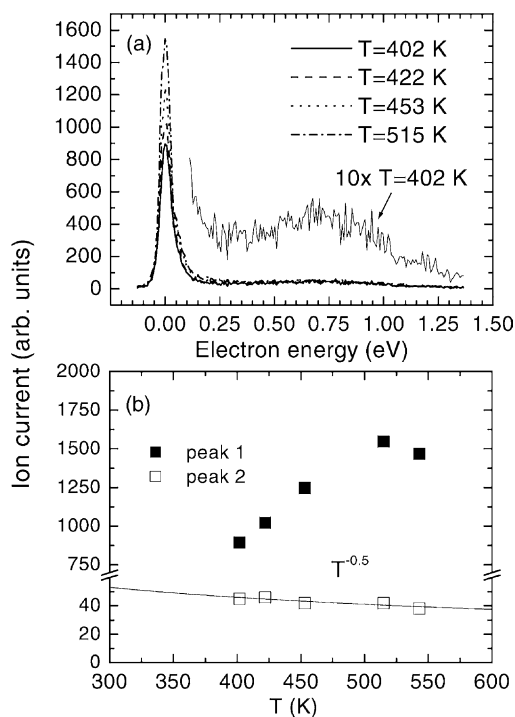 Ion current (arb. units)
(a)
1600
1400
1200
1000
800
600
400
200
0
T=402 K
T=422 K
T=453 K
T=515 K
10x T=402 K
0.00 0.25 0.50 0.75 1.00 1.25 1.50
Electron energy (eV)
(b)
2000
1750
1500
1250
1000
750
40
20
0
peak 1
peak 2
T-0.5
300 350 400 450 500 550 600
T (K)